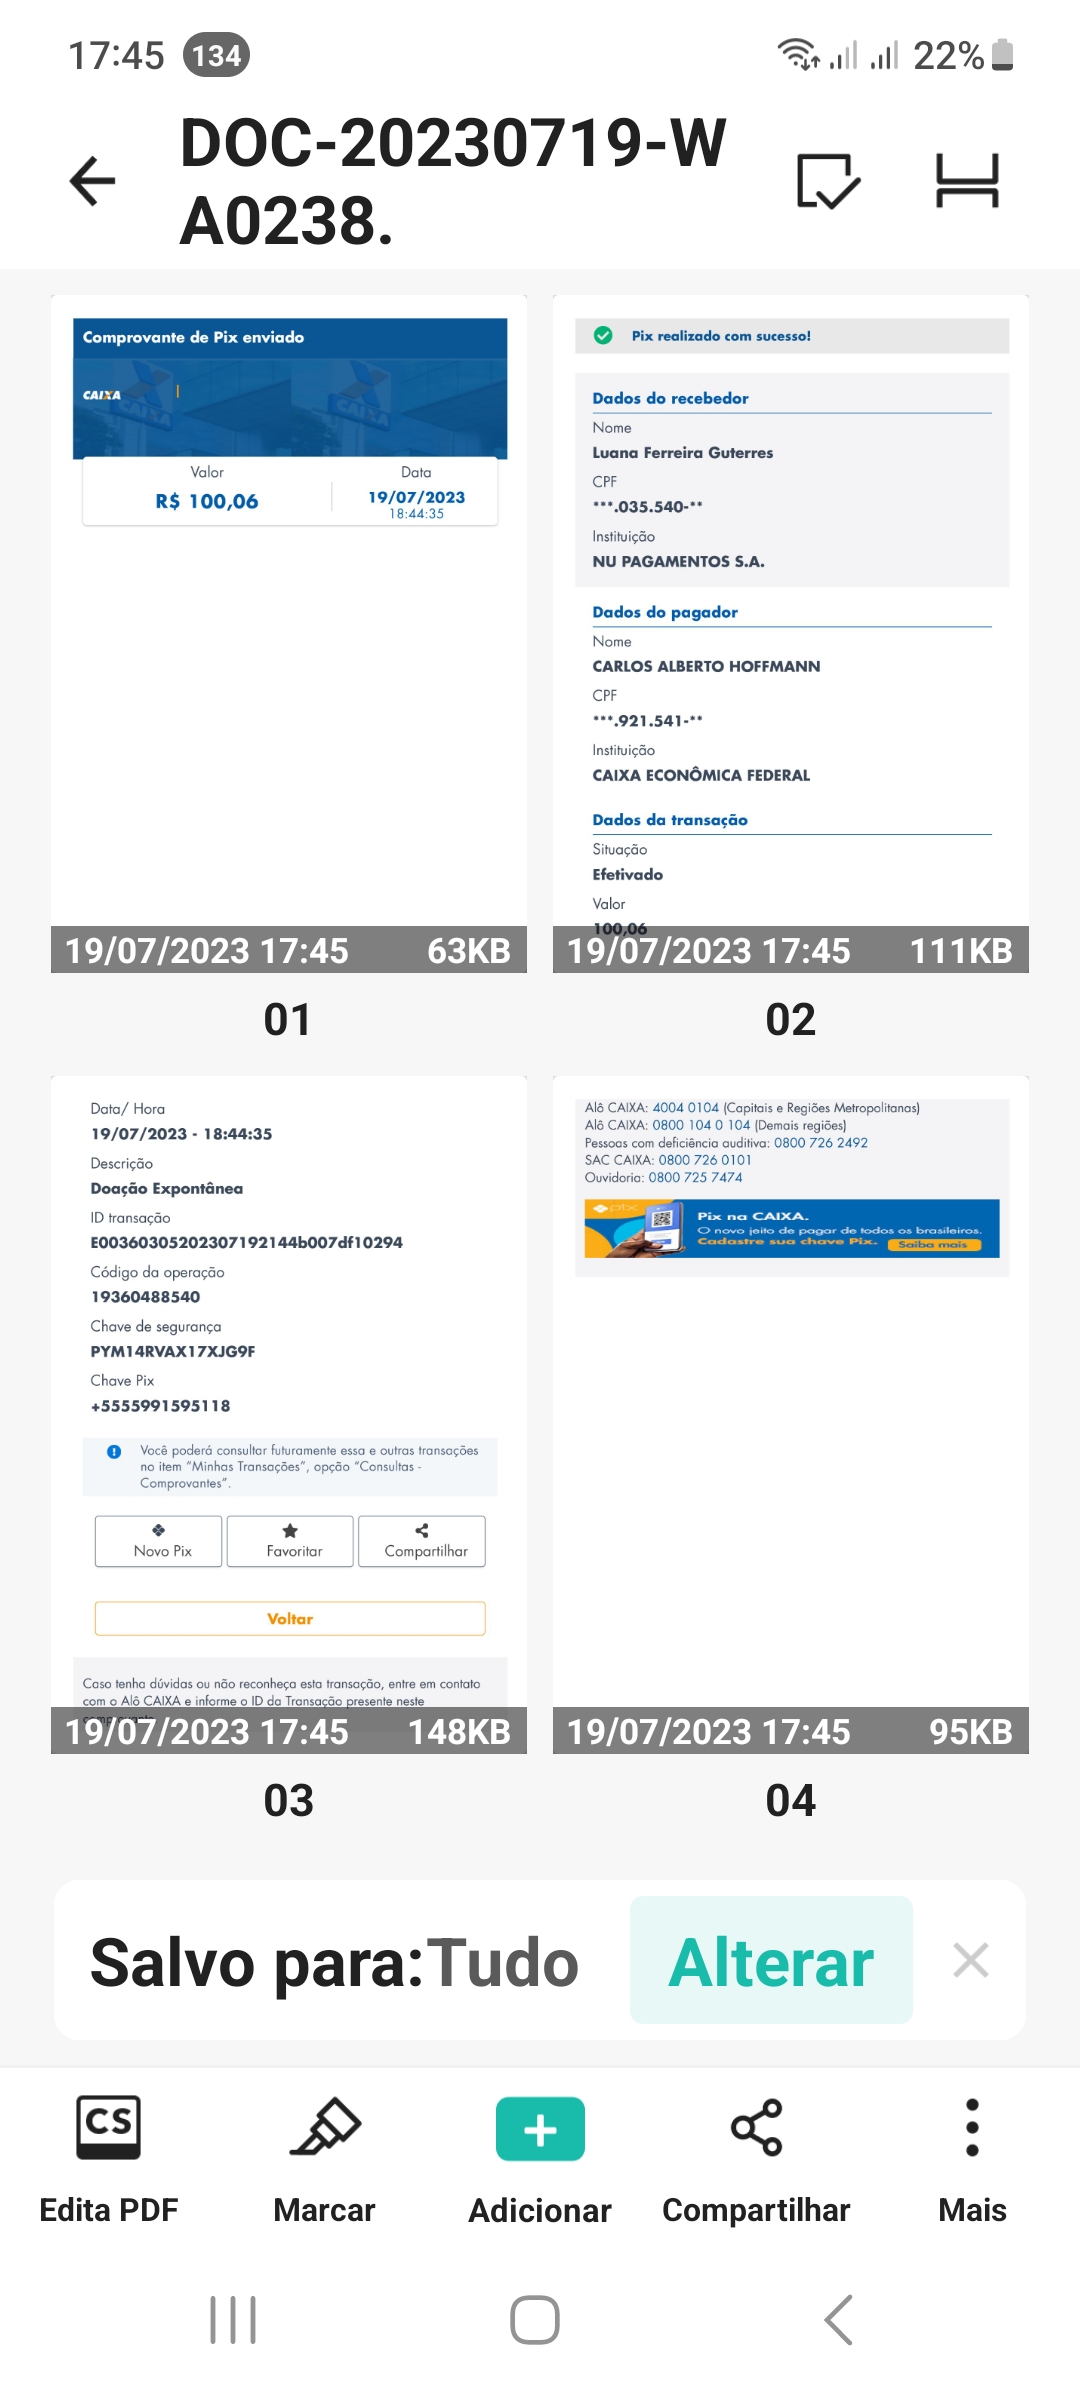 17:45 134 22%
DOC-20230719-W
A0238.
Comprovante de Pix enviado
CAIXA
CAIXA
CAIXA
Valor Data
R$ 100,06 19/07/2023
18:44:35
19/07/2023 17:45 63KB
01
Pix realizado com sucesso!
Dados do recebedor
Nome
Luana Ferreira Guterres
CPF
***.035.540-**
Instituição
NU PAGAMENTOS S.A.
Dados do pagador
Nome
CARLOS ALBERTO HOFFMANN
CPF
***.921.541-**
Instituição
CAIXA ECONÔMICA FEDERAL
Dados da transação
Situação
Efetivado
Valor
100,06
19/07/2023 17:45 111KB
02
Data/ Hora
19/07/2023 - 18:44:35
Descrição
Doação Expontânea
ID transação
E00360305202307192144b007df10294
Código da operação
19360488540
Chave de segurança
PYM14RVAX17XJG9F
Chave Pix
+5555991595118
Você poderá consultar futuramente essa e outras transações
no item “Minhas Transações”, opção “Consultas -
Comprovantes”.
Novo Pix Favoritar Compartilhar
Voltar
Caso tenha dúvidas ou não reconheça esta transação, entre em contato
com o Alô CAIXA e informe o ID da Transação presente neste
comprovante
19/07/2023 17:45 148KB
03
Alô CAIXA: 4004 0104 (Capitais e Regiões Metropolitanas)
Alô CAIXA: 0800 104 0 104 (Demais regiões)
Pessoas com deficiência auditiva: 0800 726 2492
SAC CAIXA: 0800 726 0101
Ouvidoria: 0800 725 7474
pix
Pix na CAIXA.
O novo jeito de pagar de todos os brasileiros.
Cadastre sua chave Pix. Saiba mais
19/07/2023 17:45 95KB
04
Salvo para:Tudo Alterar
CS
Edita PDF Marcar Adicionar Compartilhar Mais